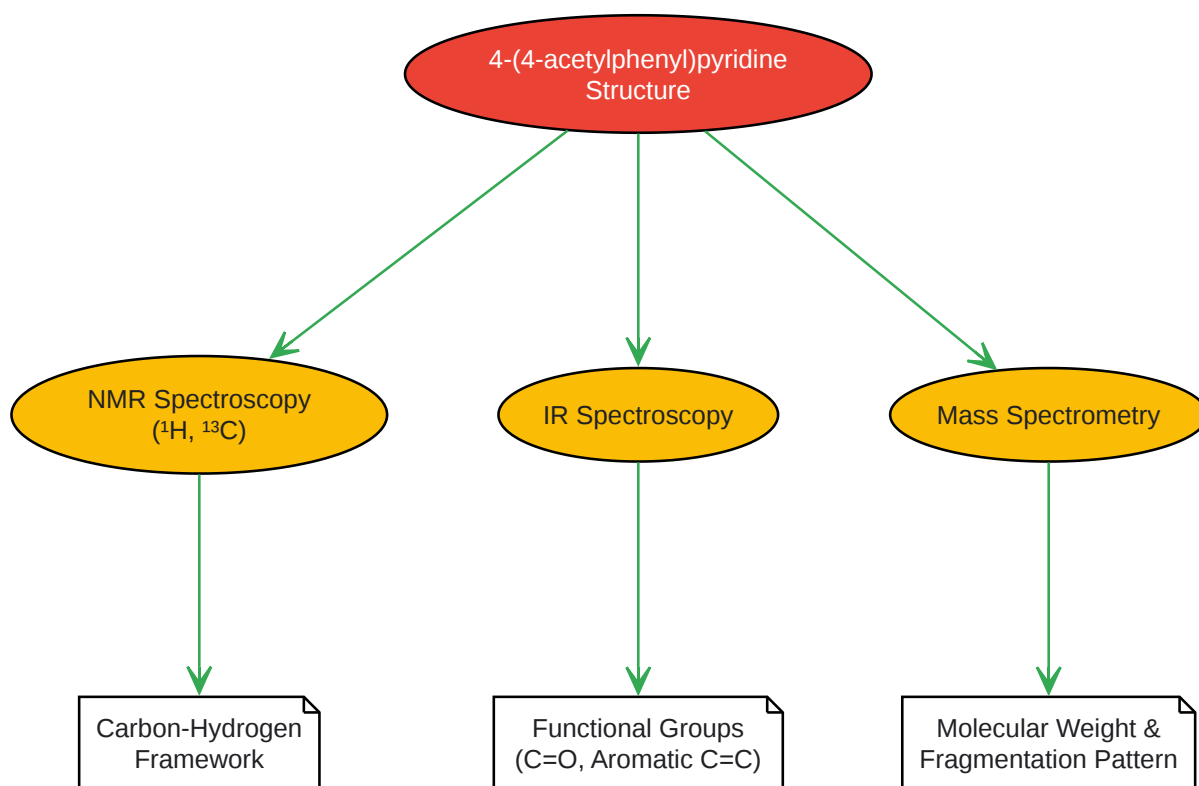 4-(4-acetylphenyl)pyridine
Structure
NMR Spectroscopy
(¹H, ¹³C)
IR Spectroscopy
Mass Spectrometry
Carbon-Hydrogen
Framework
Functional Groups
(C=O, Aromatic C=C)
Molecular Weight &
Fragmentation Pattern